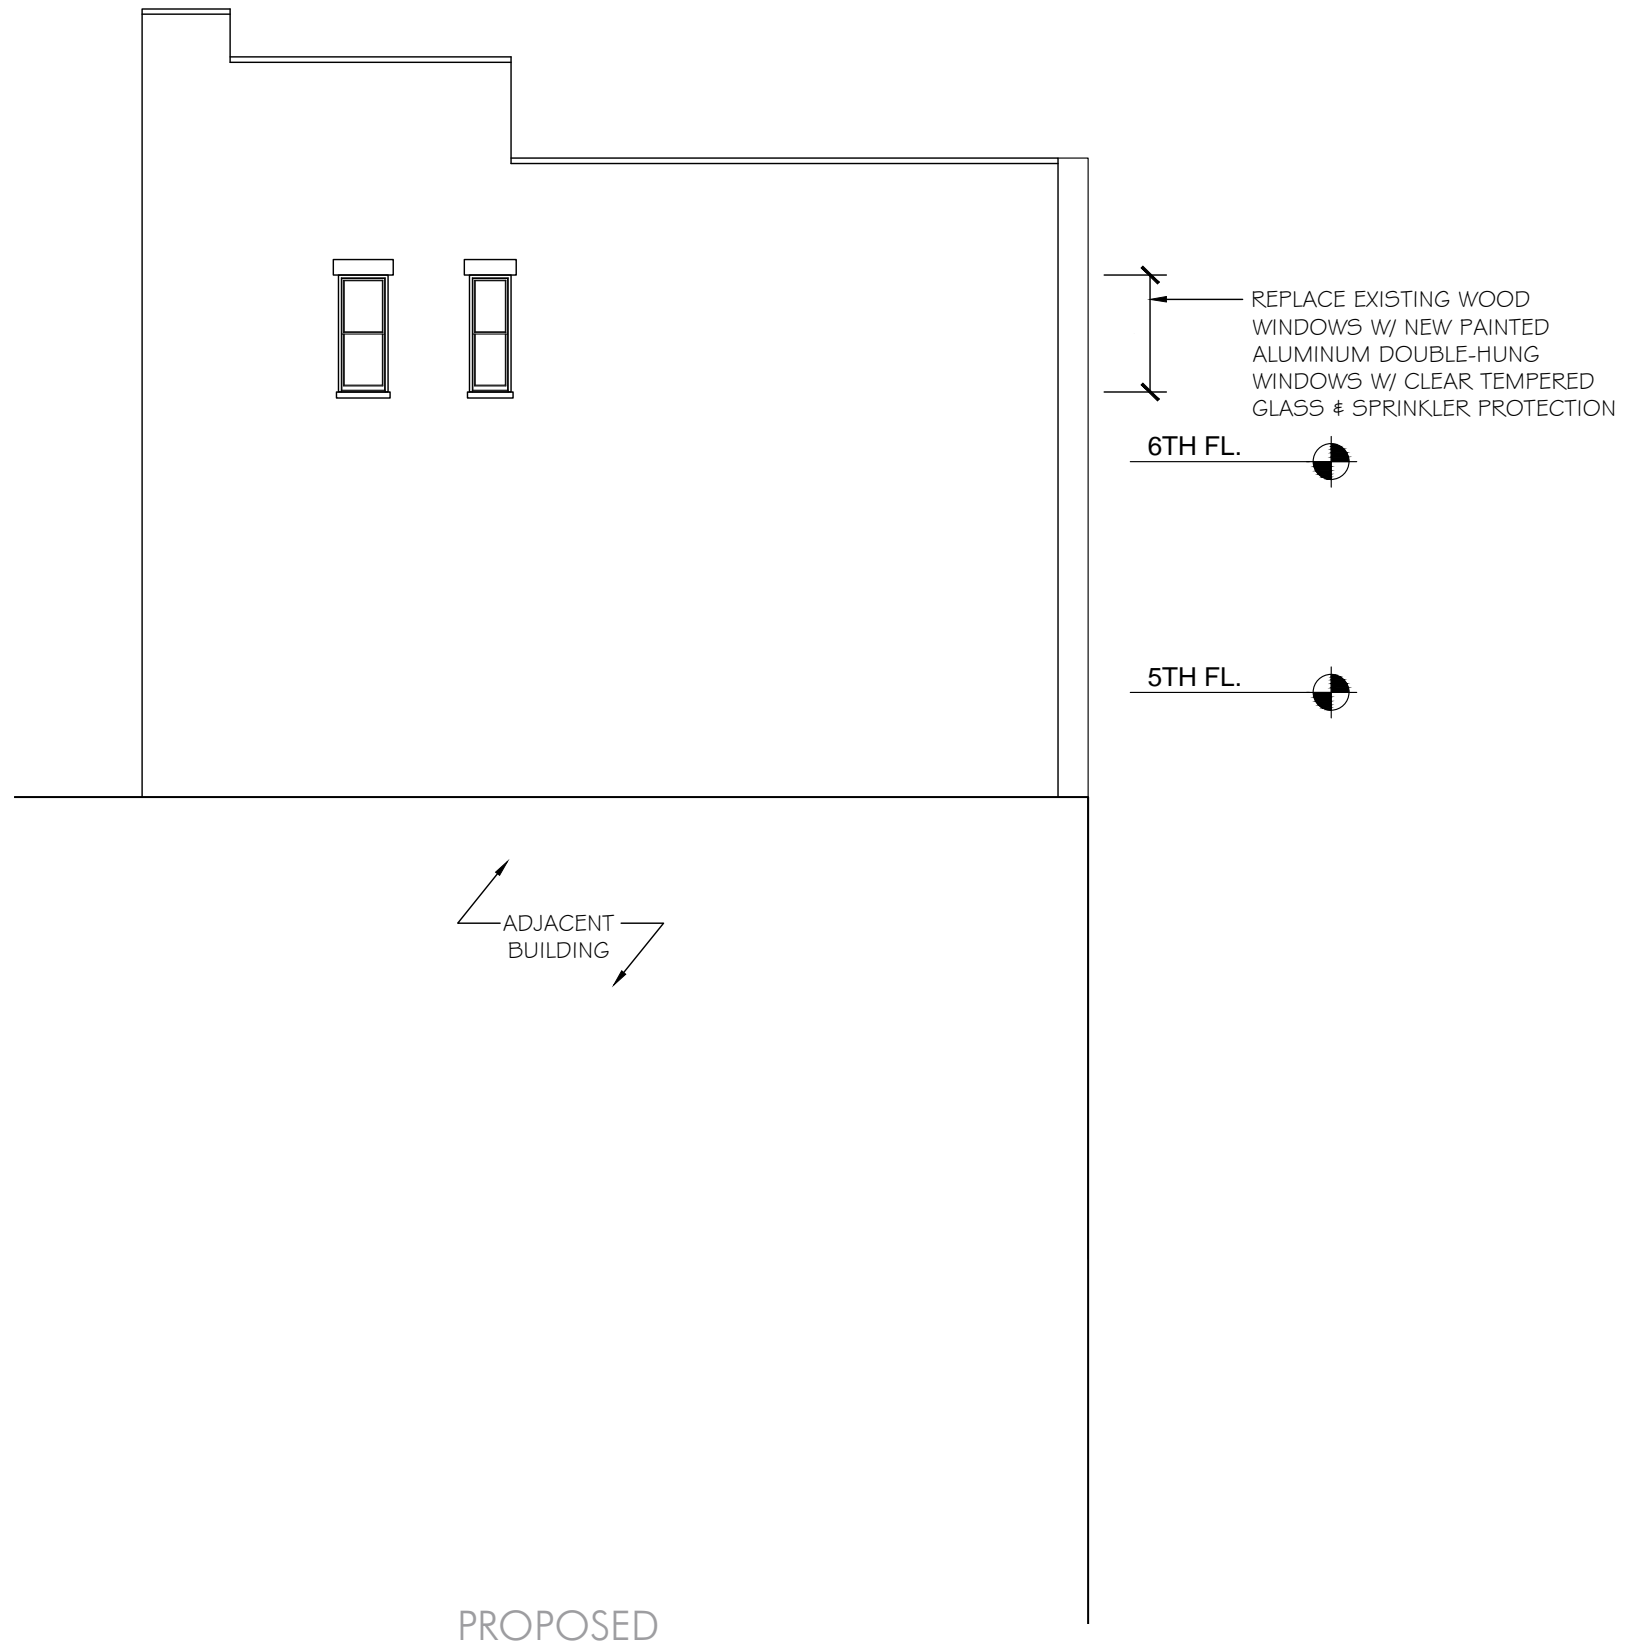 REPLACE EXISTING WOOD
WINDOWS W/ NEW PAINTED
ALUMINUM DOUBLE-HUNG
WINDOWS W/ CLEAR TEMPERED
GLASS & SPRINKLER PROTECTION
6TH FL.
5TH FL.
ADJACENT
BUILDING
PROPOSED